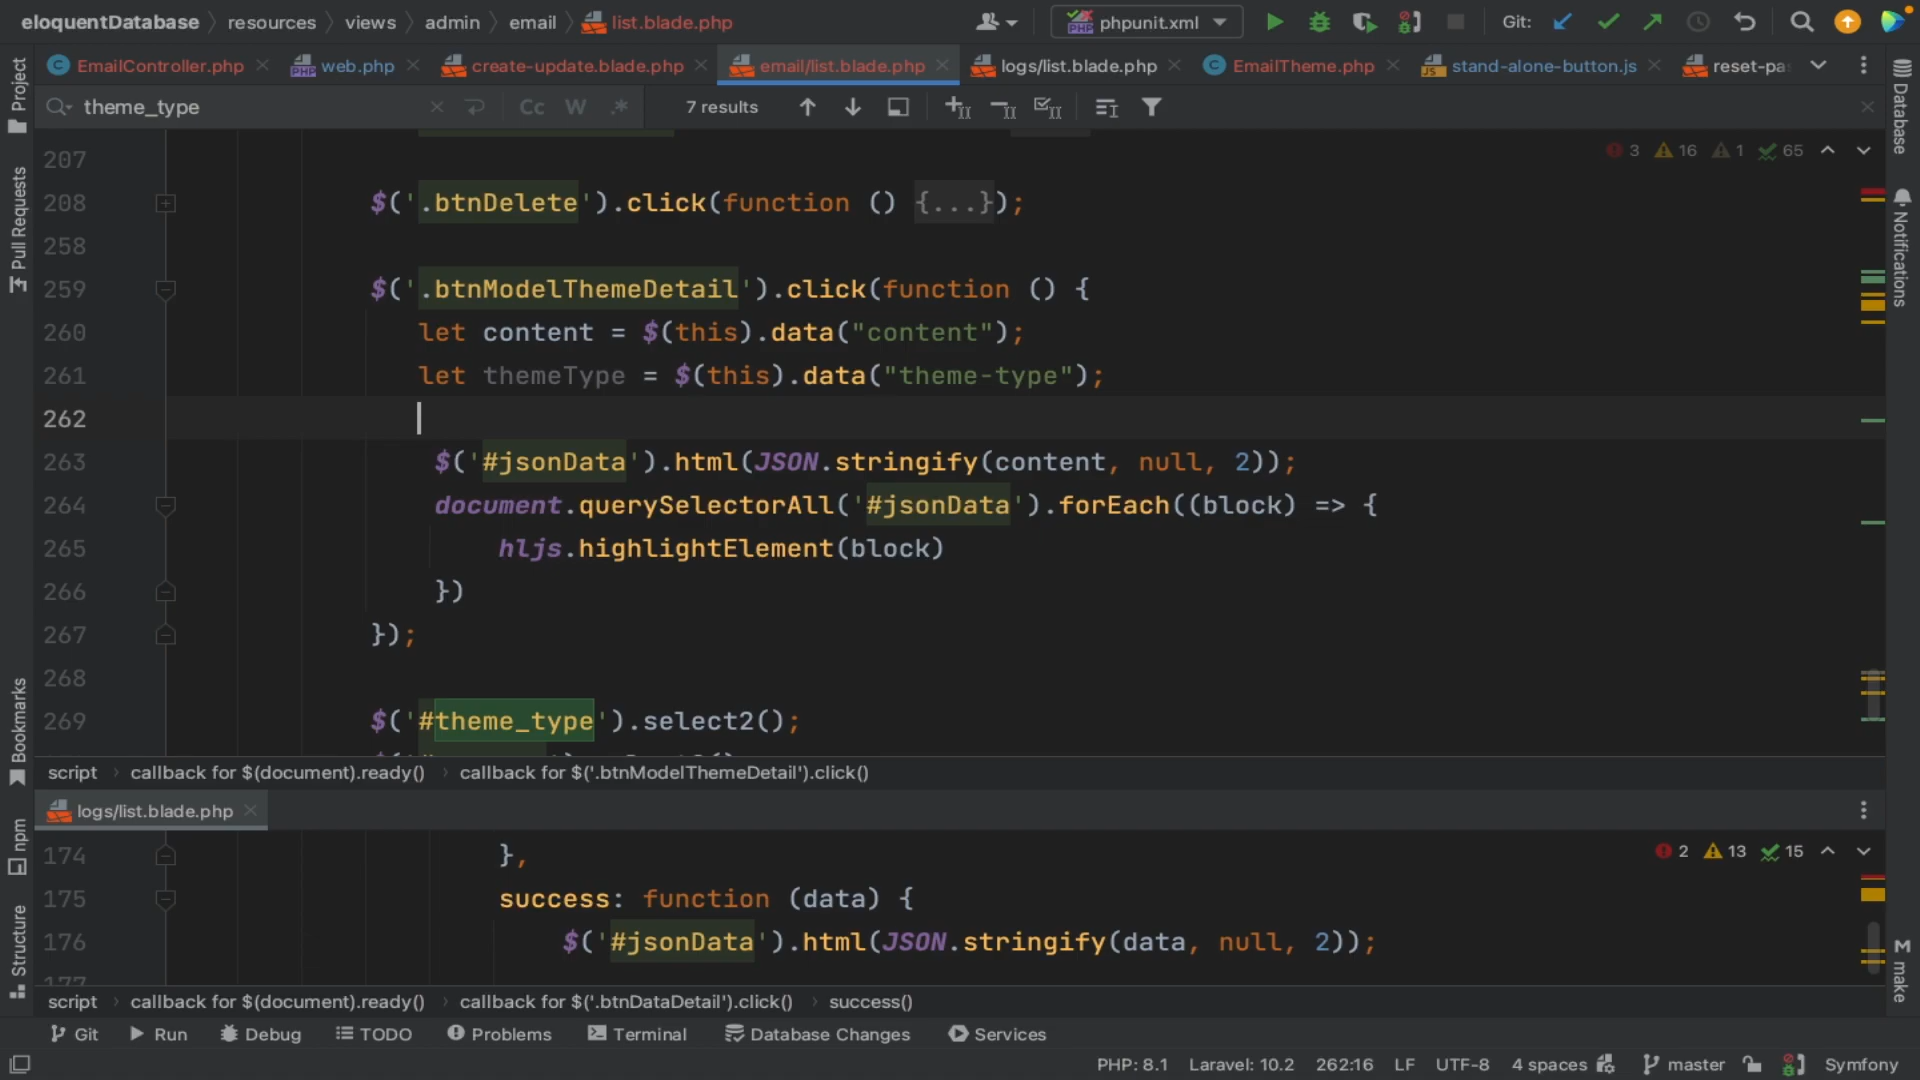 eloquentDatabase resources views admin email list.blade.php
phpunit.xml
Git:
EmailController.php web.php create-update.blade.php email/list.blade.php logs/list.blade.php EmailTheme.php stand-alone-button.js reset-pa
theme_type Cc W .* 7 results
3 16 1 65
207
208 $('.btnDelete').click(function () {...});
258
259 $('.btnModelThemeDetail').click(function () {
260 let content = $(this).data("content");
261 let themeType = $(this).data("theme-type");
262
263 $('#jsonData').html(JSON.stringify(content, null, 2));
264 document.querySelectorAll('#jsonData').forEach((block) => {
265 hljs.highlightElement(block)
266 })
267 });
268
269 $('#theme_type').select2();
script callback for $(document).ready() callback for $('.btnModelThemeDetail').click()
logs/list.blade.php
2 13 15
174 },
175 success: function (data) {
176 $('#jsonData').html(JSON.stringify(data, null, 2));
script callback for $(document).ready() callback for $('.btnDataDetail').click() success()
Git Run Debug TODO Problems Terminal Database Changes Services
PHP: 8.1 Laravel: 10.2 262:16 LF UTF-8 4 spaces master Symfony
Project
Pull Requests
Bookmarks
npm
Structure
Database
Notifications
make